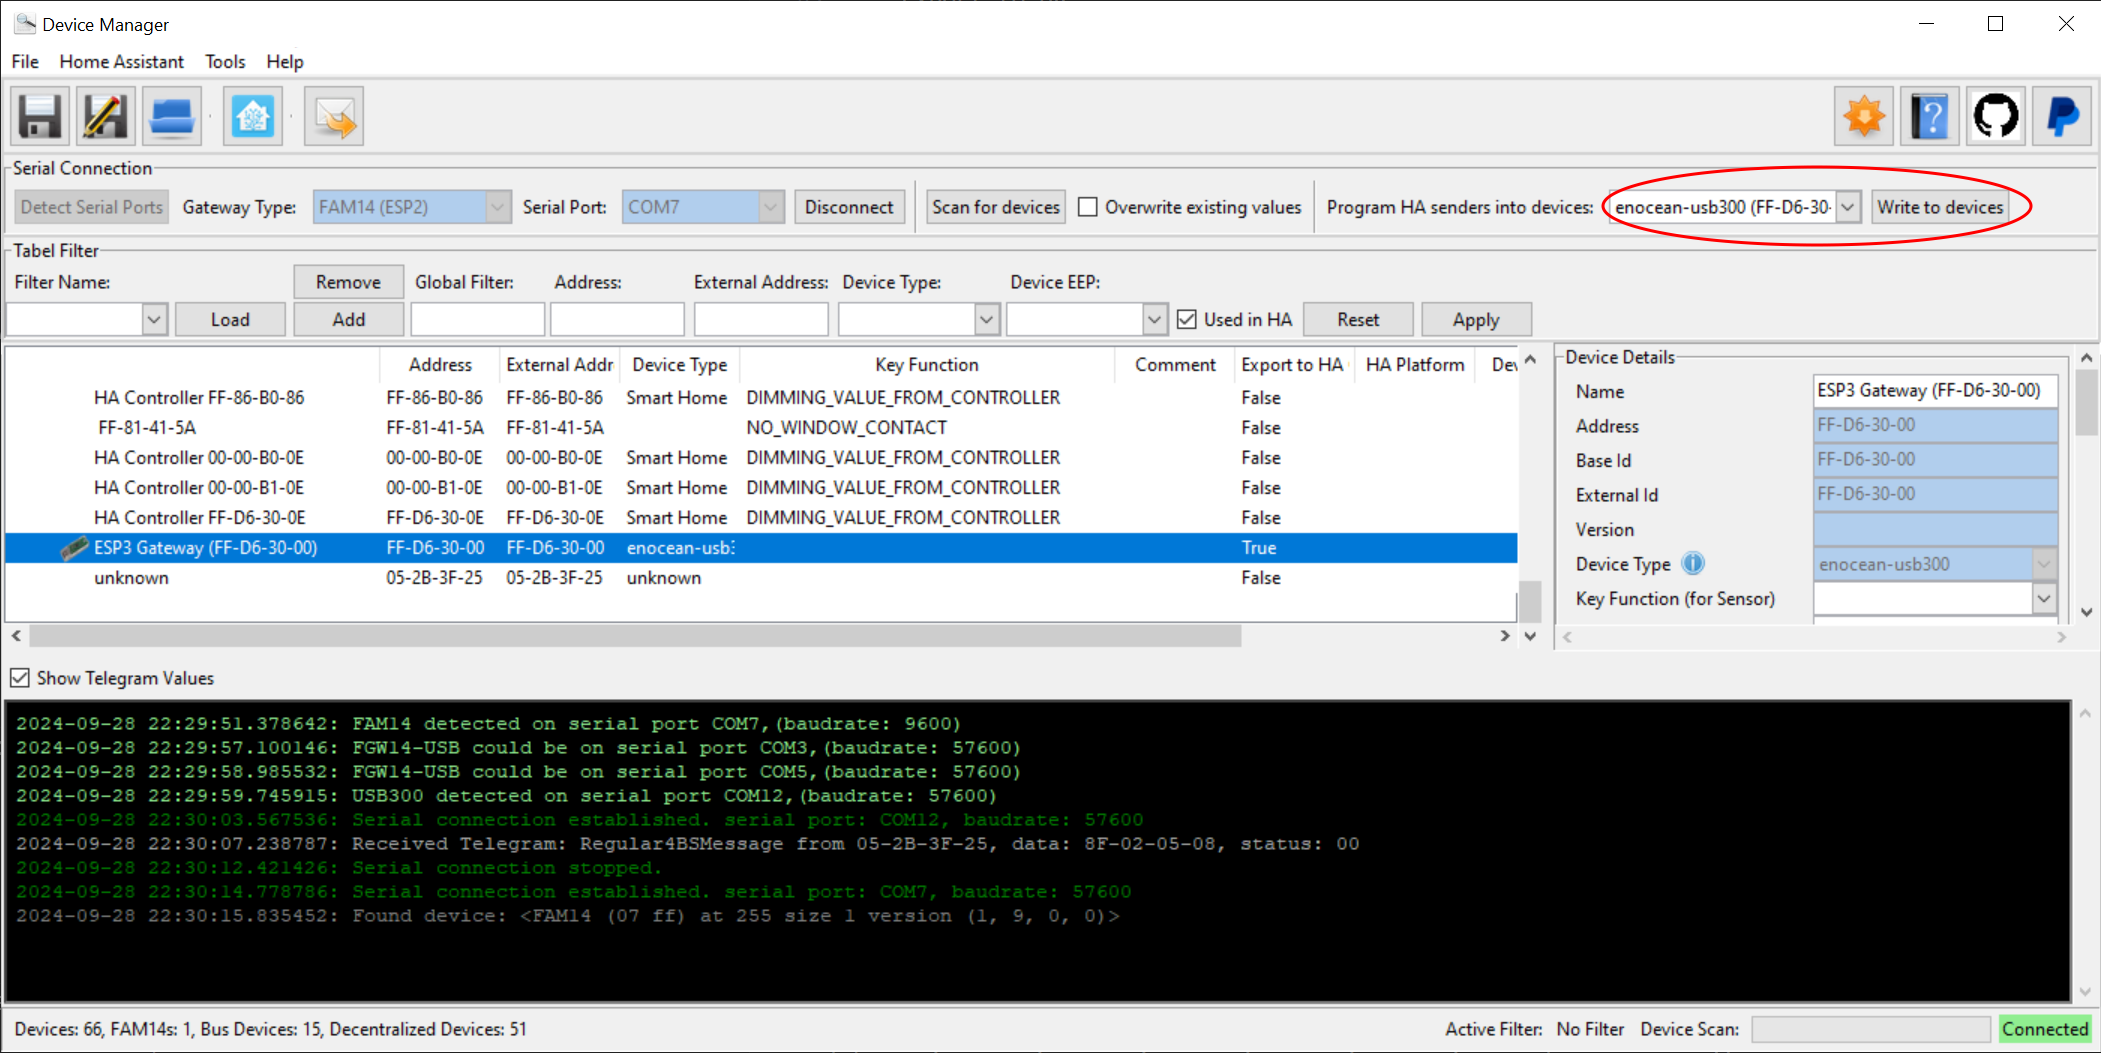 Device Manager
File Home Assistant Tools Help
Serial Connection
Detect Serial Ports Gateway Type: FAM14 (ESP2) Serial Port: COM7 Disconnect Scan for devices Overwrite existing values Program HA senders into devices: enocean-usb300 (FF-D6-30- Write to devices
Tabel Filter
Filter Name: Remove Global Filter: Address: External Address: Device Type: Device EEP:
Load Add Used in HA Reset Apply
Address External Addr Device Type Key Function Comment Export to HA HA Platform Dev
HA Controller FF-86-B0-86 FF-86-B0-86 FF-86-B0-86 Smart Home DIMMING_VALUE_FROM_CONTROLLER False
FF-81-41-5A FF-81-41-5A FF-81-41-5A NO_WINDOW_CONTACT False
HA Controller 00-00-B0-0E 00-00-B0-0E 00-00-B0-0E Smart Home DIMMING_VALUE_FROM_CONTROLLER False
HA Controller 00-00-B1-0E 00-00-B1-0E 00-00-B1-0E Smart Home DIMMING_VALUE_FROM_CONTROLLER False
HA Controller FF-D6-30-0E FF-D6-30-0E FF-D6-30-0E Smart Home DIMMING_VALUE_FROM_CONTROLLER False
ESP3 Gateway (FF-D6-30-00) FF-D6-30-00 FF-D6-30-00 enocean-usb3 True
unknown 05-2B-3F-25 05-2B-3F-25 unknown False
Device Details
Name ESP3 Gateway (FF-D6-30-00)
Address FF-D6-30-00
Base Id FF-D6-30-00
External Id FF-D6-30-00
Version
Device Type enocean-usb300
Key Function (for Sensor)
Show Telegram Values
2024-09-28 22:29:51.378642: FAM14 detected on serial port COM7,(baudrate: 9600)
2024-09-28 22:29:57.100146: FGW14-USB could be on serial port COM3,(baudrate: 57600)
2024-09-28 22:29:58.985532: FGW14-USB could be on serial port COM5,(baudrate: 57600)
2024-09-28 22:29:59.745915: USB300 detected on serial port COM12,(baudrate: 57600)
2024-09-28 22:30:03.567536: Serial connection established. serial port: COM12, baudrate: 57600
2024-09-28 22:30:07.238787: Received Telegram: Regular4BSMessage from 05-2B-3F-25, data: 8F-02-05-08, status: 00
2024-09-28 22:30:12.421426: Serial connection stopped.
2024-09-28 22:30:14.778786: Serial connection established. serial port: COM7, baudrate: 57600
2024-09-28 22:30:15.835452: Found device: <FAM14 (07 ff) at 255 size 1 version (1, 9, 0, 0)>
Devices: 66, FAM14s: 1, Bus Devices: 15, Decentralized Devices: 51 Active Filter: No Filter Device Scan: Connected